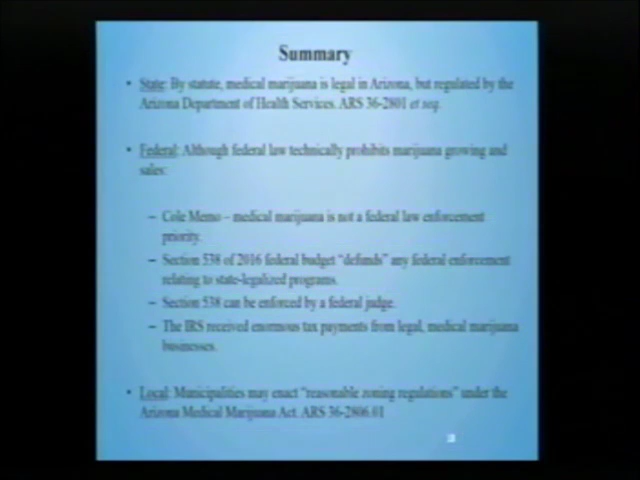 Summary
• State: By statute, medical marijuana is legal in Arizona, but regulated by the
Arizona Department of Health Services. ARS 36-2801 et seq.
• Federal: Although federal law technically prohibits marijuana growing and
sales:
– Cole Memo – medical marijuana is not a federal law enforcement
priority.
– Section 538 of 2016 federal budget "defunds" any federal enforcement
relating to state-legalized programs.
– Section 538 can be enforced by a federal judge.
– The IRS received enormous tax payments from legal, medical marijuana
businesses.
• Local: Municipalities may enact "reasonable zoning regulations" under the
Arizona Medical Marijuana Act. ARS 36-2806.01